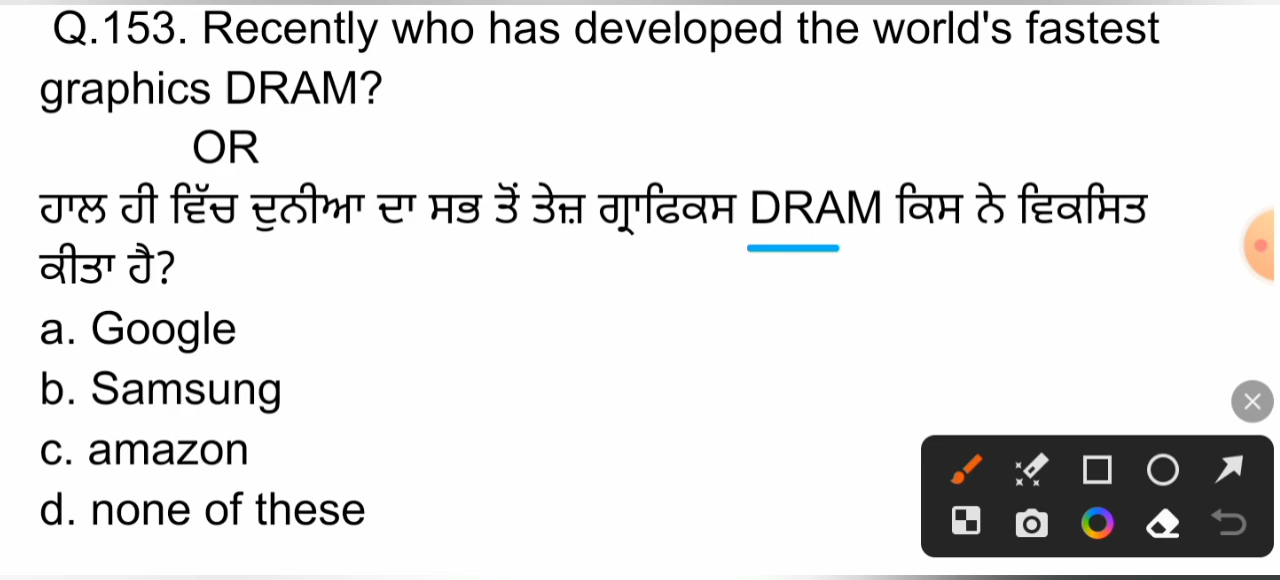 Q.153. Recently who has developed the world's fastest
graphics DRAM?
OR
ਹਾਲ ਹੀ ਵਿੱਚ ਦੁਨੀਆ ਦਾ ਸਭ ਤੋਂ ਤੇਜ਼ ਗ੍ਰਾਫਿਕਸ DRAM ਕਿਸ ਨੇ ਵਿਕਸਿਤ
ਕੀਤਾ ਹੈ?
a. Google
b. Samsung
c. amazon
d. none of these